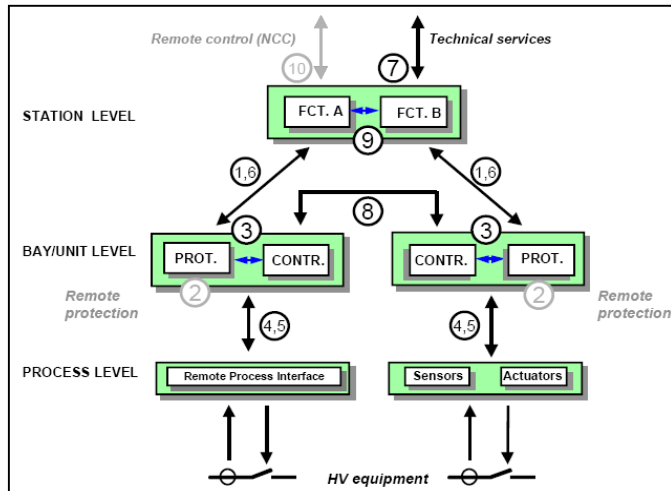 Remote control (NCC)
Technical services
10
7
FCT. A
FCT. B
STATION LEVEL
9
1,6
1,6
8
3
3
BAY/UNIT LEVEL
PROT.
CONTR.
CONTR.
PROT.
2
2
Remote
protection
Remote
protection
4,5
4,5
PROCESS LEVEL
Remote Process Interface
Sensors
Actuators
HV equipment